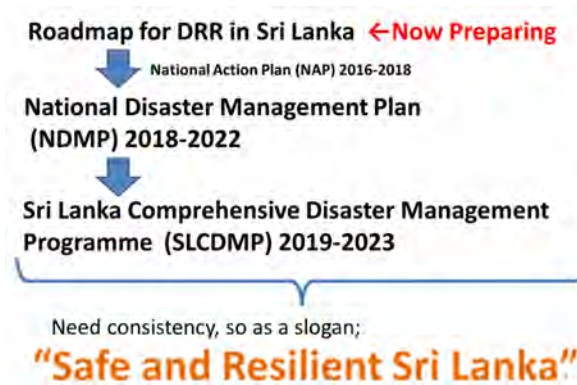 Roadmap for DRR in Sri Lanka ←Now Preparing
National Action Plan (NAP) 2016-2018
National Disaster Management Plan
(NDMP) 2018-2022
Sri Lanka Comprehensive Disaster Management
Programme (SLCDMP) 2019-2023
Need consistency, so as a slogan;
“Safe and Resilient Sri Lanka”